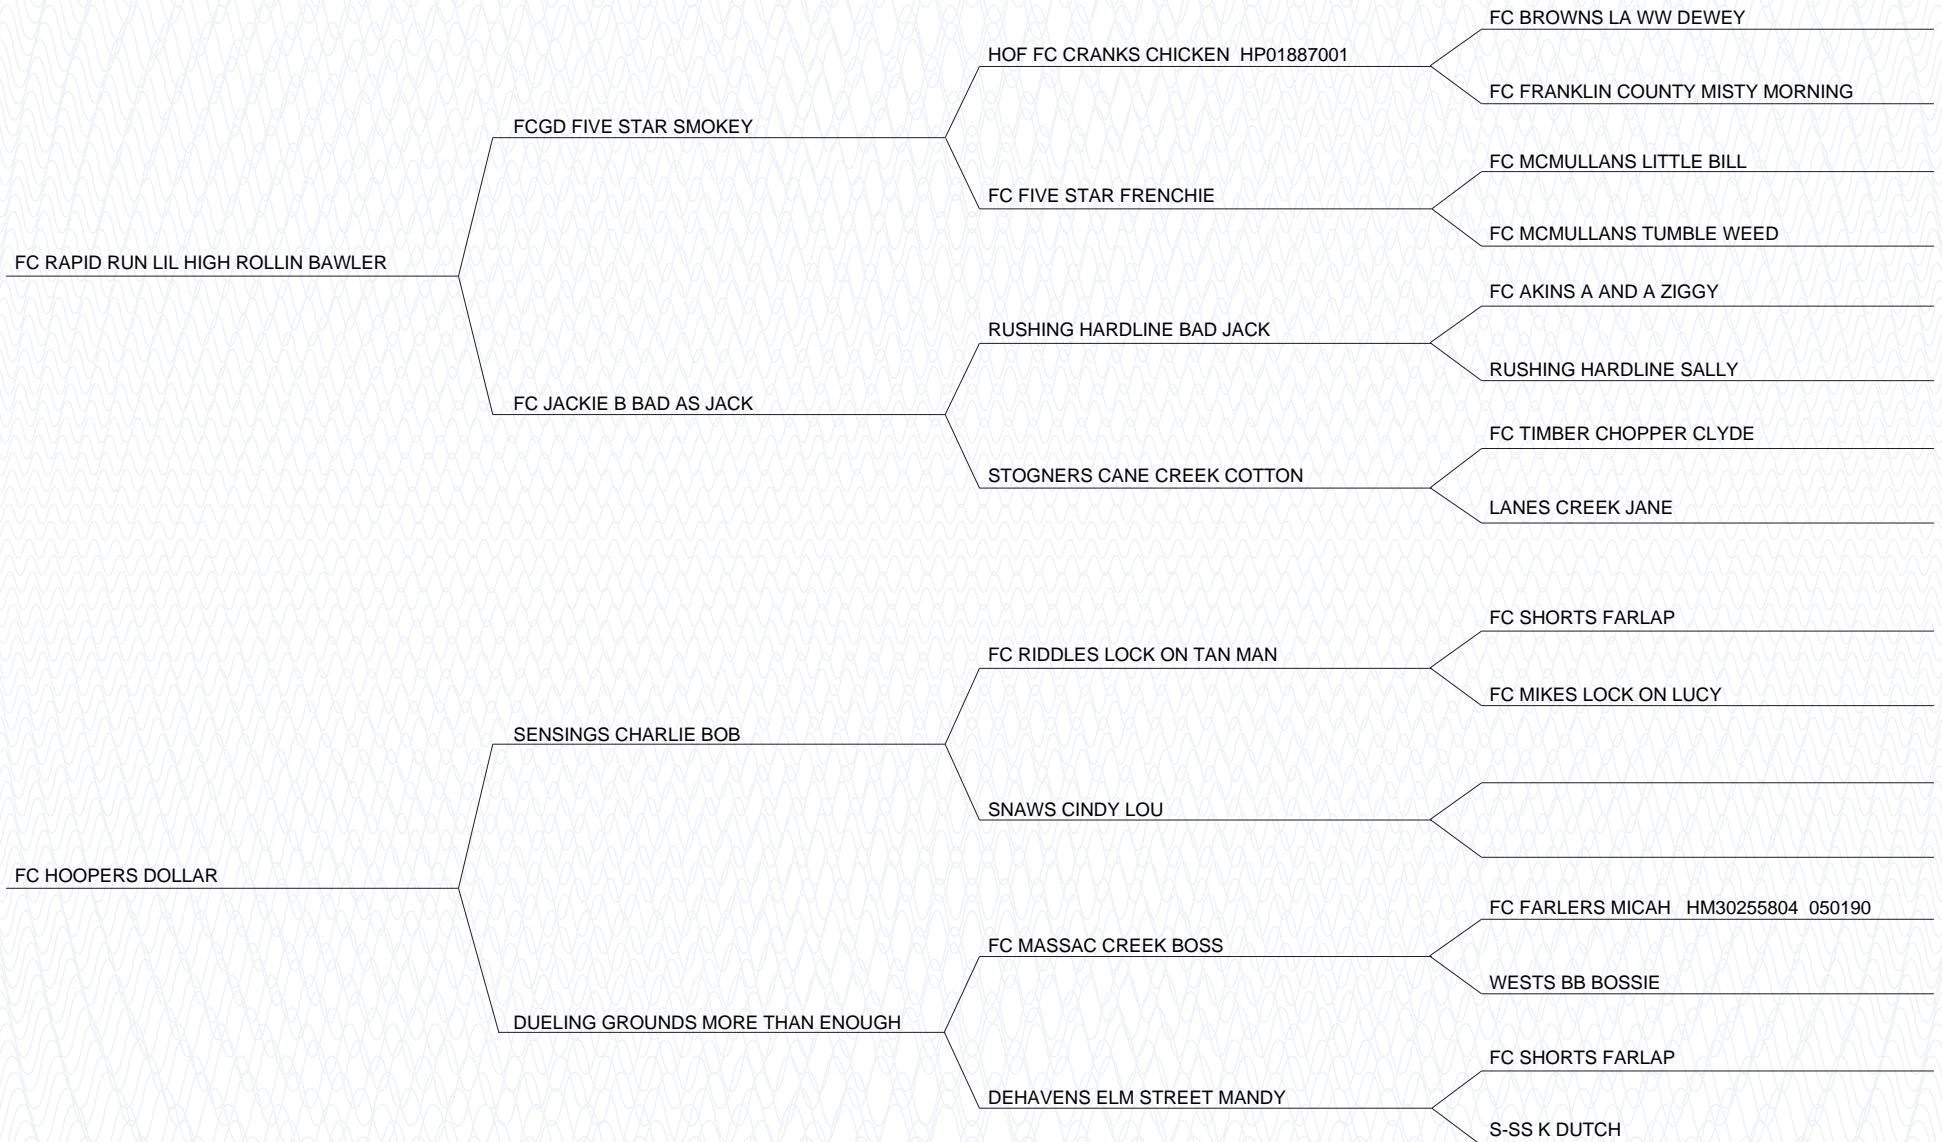 FC BROWNS LA WW DEWEY
HOF FC CRANKS CHICKEN  HP01887001
FC FRANKLIN COUNTY MISTY MORNING
FCGD FIVE STAR SMOKEY
FC MCMULLANS LITTLE BILL
FC FIVE STAR FRENCHIE
FC MCMULLANS TUMBLE WEED
FC RAPID RUN LIL HIGH ROLLIN BAWLER
FC AKINS A AND A ZIGGY
RUSHING HARDLINE BAD JACK
RUSHING HARDLINE SALLY
FC JACKIE B BAD AS JACK
FC TIMBER CHOPPER CLYDE
STOGNERS CANE CREEK COTTON
LANES CREEK JANE
FC SHORTS FARLAP
FC RIDDLES LOCK ON TAN MAN
FC MIKES LOCK ON LUCY
SENSINGS CHARLIE BOB
SNAWS CINDY LOU
FC HOOPERS DOLLAR
FC FARLERS MICAH   HM30255804  050190
FC MASSAC CREEK BOSS
WESTS BB BOSSIE
DUELING GROUNDS MORE THAN ENOUGH
FC SHORTS FARLAP
DEHAVENS ELM STREET MANDY
S-SS K DUTCH